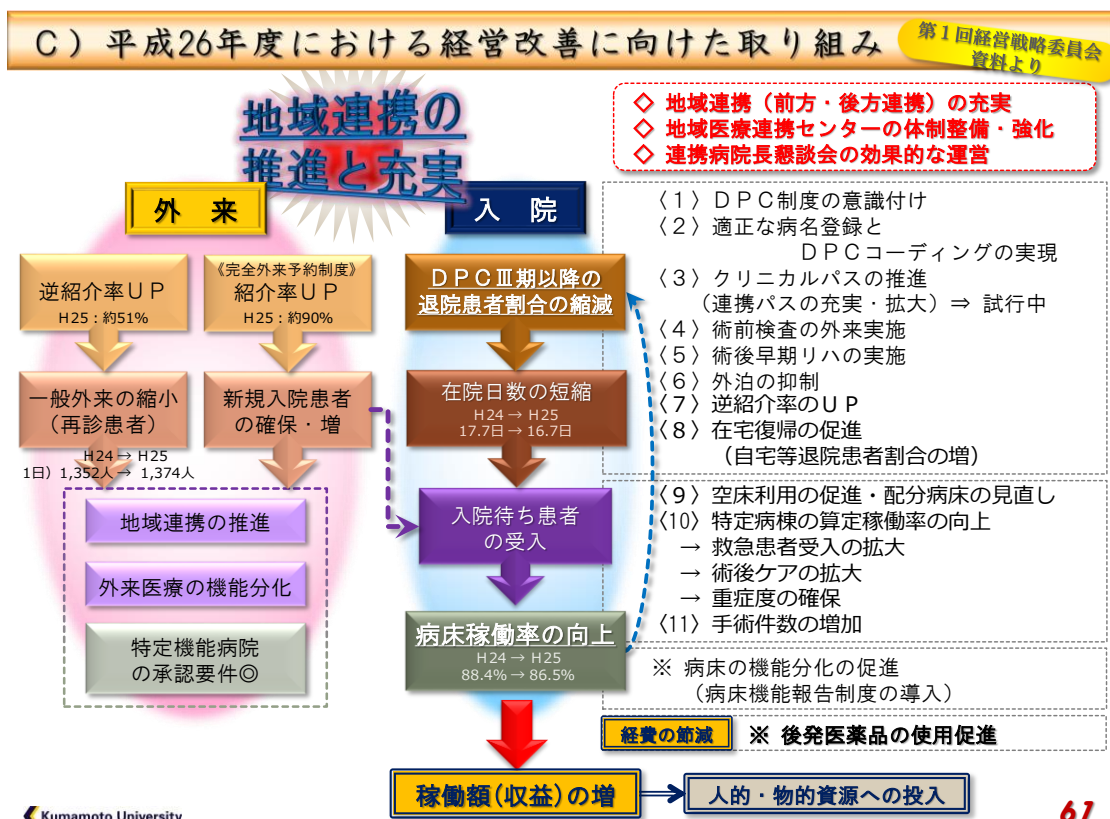 C）平成26年度における経営改善に向けた取り組み
第１回経営戦略委員会
資料より
地域連携の
推進と充実
◇ 地域連携（前方・後方連携）の充実
◇ 地域医療連携センターの体制整備・強化
◇ 連携病院長懇談会の効果的な運営
外 来
逆紹介率ＵＰ
H25：約51%
《完全外来予約制度》
紹介率ＵＰ
H25：約90%
一般外来の縮小
（再診患者）
H24 → H25
1日）1,352人→ 1,374人
新規入院患者
の確保・増
地域連携の推進
外来医療の機能分化
特定機能病院
の承認要件◎
入 院
ＤＰＣⅢ期以降の
退院患者割合の縮減
在院日数の短縮
H24 → H25
17.7日→ 16.7日
入院待ち患者
の受入
病床稼働率の向上
H24 → H25
88.4%→ 86.5%
〈１〉ＤＰＣ制度の意識付け
〈２〉適正な病名登録と
ＤＰＣコーディングの実現
〈３〉クリニカルパスの推進
（連携パスの充実・拡大）⇒ 試行中
〈４〉術前検査の外来実施
〈５〉術後早期リハの実施
〈６〉外泊の抑制
〈７〉逆紹介率のＵＰ
〈８〉在宅復帰の促進
（自宅等退院患者割合の増）
〈９〉空床利用の促進・配分病床の見直し
〈10〉特定病棟の算定稼働率の向上
→ 救急患者受入の拡大
→ 術後ケアの拡大
→ 重症度の確保
〈11〉手術件数の増加
※ 病床の機能分化の促進
（病床機能報告制度の導入）
経費の節減
※ 後発医薬品の使用促進
稼働額(収益)の増
人的・物的資源への投入
Kumamoto University
61